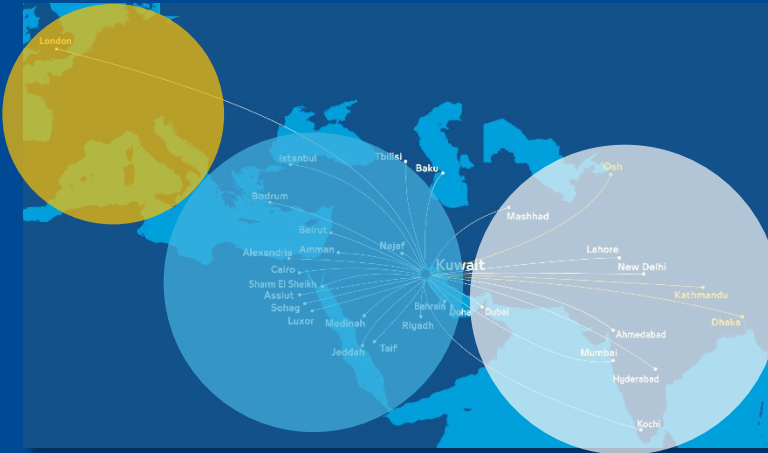 London
Istanbul
Tbilisi
Baku
Osh
Bodrum
Mashhad
Beirut
Najaf
Alexandria
Amman
Lahore
Kuwait
New Delhi
Cairo
Sharm El Sheikh
Assiut
Kathmandu
Sohag
Bahrain
Doha
Dubai
Luxor
Medinah
Riyadh
Dhaka
Ahmedabad
Jeddah
Taif
Mumbai
Hyderabad
Kochi